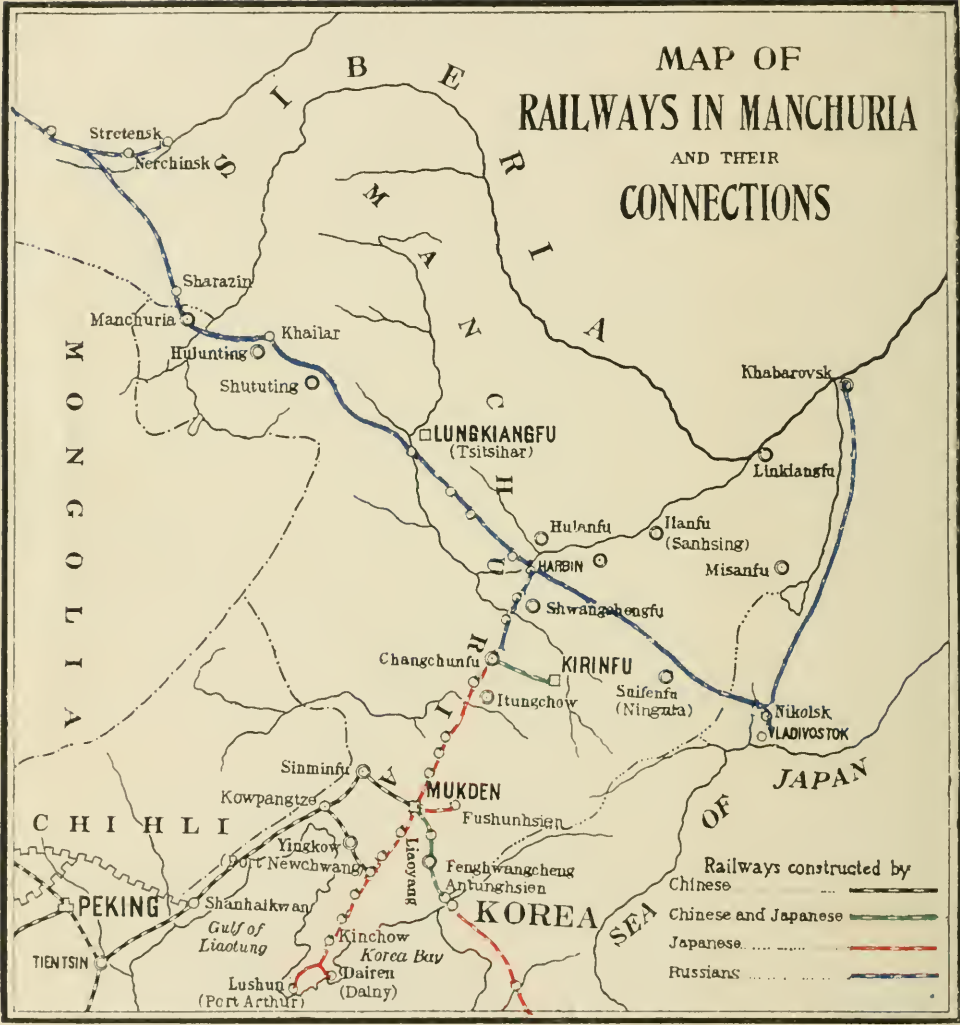 MAP OF
RAILWAYS IN MANCHURIA
AND THEIR
CONNECTIONS
SIBERIA
MANCHURIA
MONGOLIA
Stretensk
Nerchinsk
Sharazin
Manchuria
Khailar
Hulunting
Shututing
Khabarovsk
LUNGKIANGFU
(Tsitsihar)
Linkiangfu
Hulanfu
Ilanfu
(Sanhsing)
HARBIN
Misanfu
Shwangchengfu
Changchunfu
KIRINFU
Itungchow
Suifenfu
(Ninguta)
Nikolsk
VLADIVOSTOK
Sinminfu
MUKDEN
JAPAN
Kowpangtze
Fushunhsien
OF
CHIHLI
Yingkow
(Port Newchwang)
Liaoyang
Fenghwangcheng
Antunghsien
SEA
PEKING
Shanhaikwan
KOREA
Gulf of
Liaotung
Kinchow
Korea Bay
TIENTSIN
Dairen
(Dalny)
Lushun
(Port Arthur)
Railways constructed by
Chinese
Chinese and Japanese
Japanese
Russians